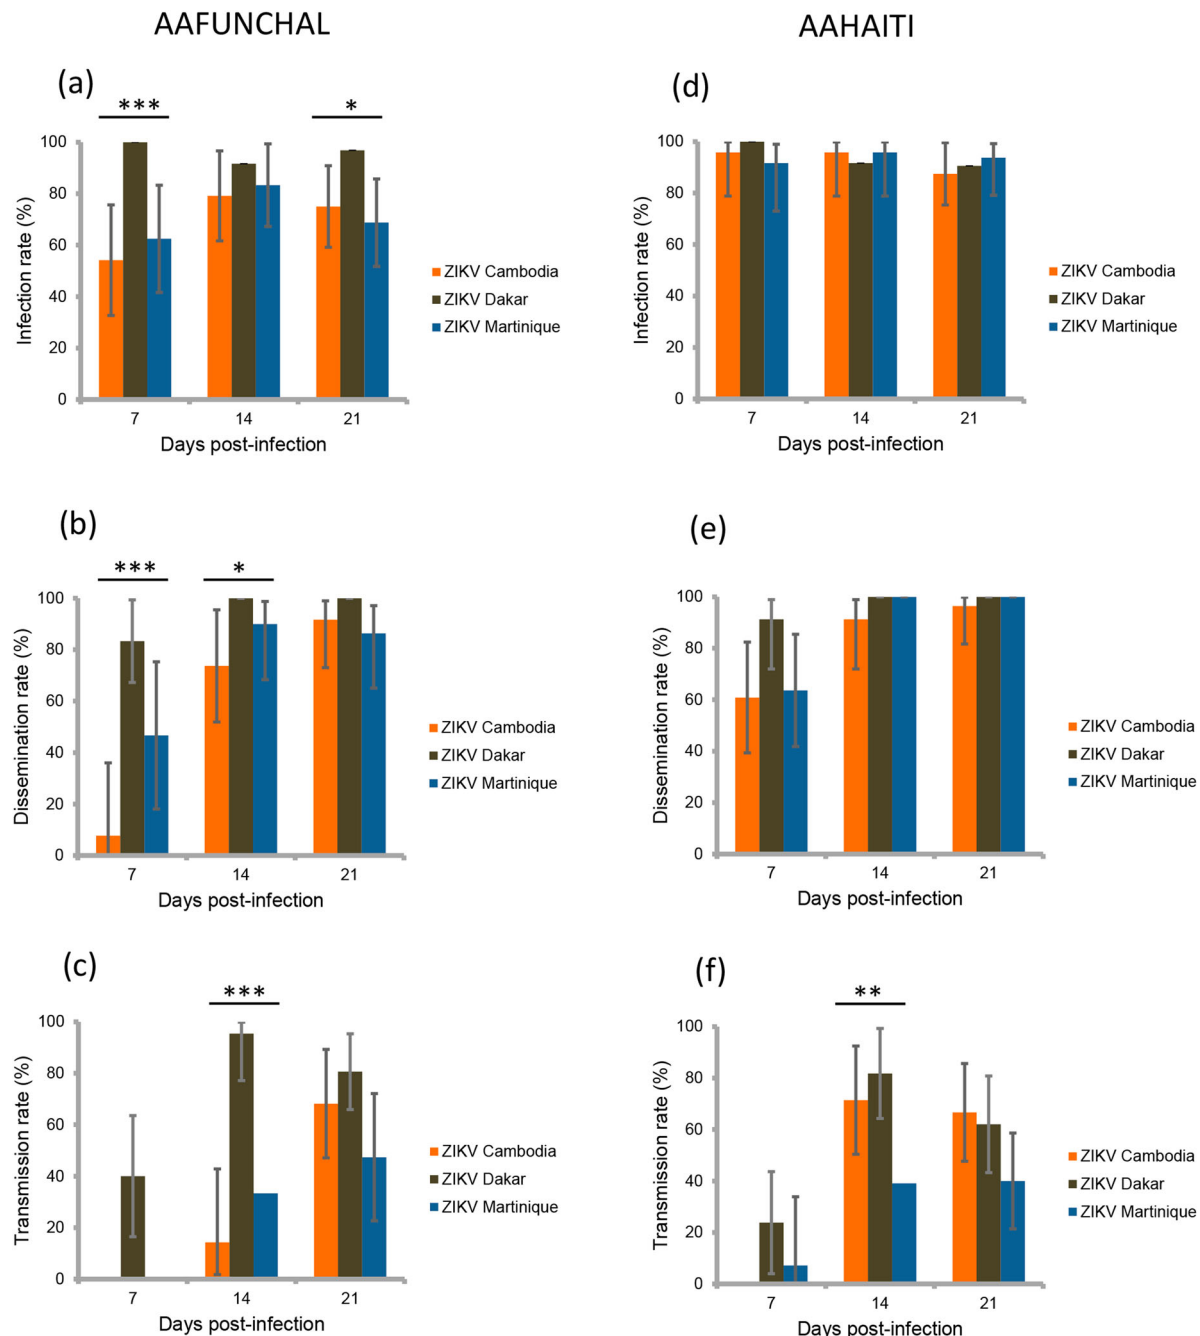 AAFUNCHAL
AAHAITI
(a)
***
*
100
80
60
40
20
0
Infection rate (%)
7
14
21
Days post-infection
ZIKV Cambodia
ZIKV Dakar
ZIKV Martinique
(d)
100
80
60
40
20
0
Infection rate (%)
7
14
21
Days post-infection
ZIKV Cambodia
ZIKV Dakar
ZIKV Martinique
(b)
***
*
100
80
60
40
20
0
Dissemination rate (%)
7
14
21
Days post-infection
ZIKV Cambodia
ZIKV Dakar
ZIKV Martinique
(e)
100
80
60
40
20
0
Dissemination rate (%)
7
14
21
Days post-infection
ZIKV Cambodia
ZIKV Dakar
ZIKV Martinique
(c)
***
100
80
60
40
20
0
Transmission rate (%)
7
14
21
Days post-infection
ZIKV Cambodia
ZIKV Dakar
ZIKV Martinique
(f)
**
100
80
60
40
20
0
Transmission rate (%)
7
14
21
Days post-infection
ZIKV Cambodia
ZIKV Dakar
ZIKV Martinique